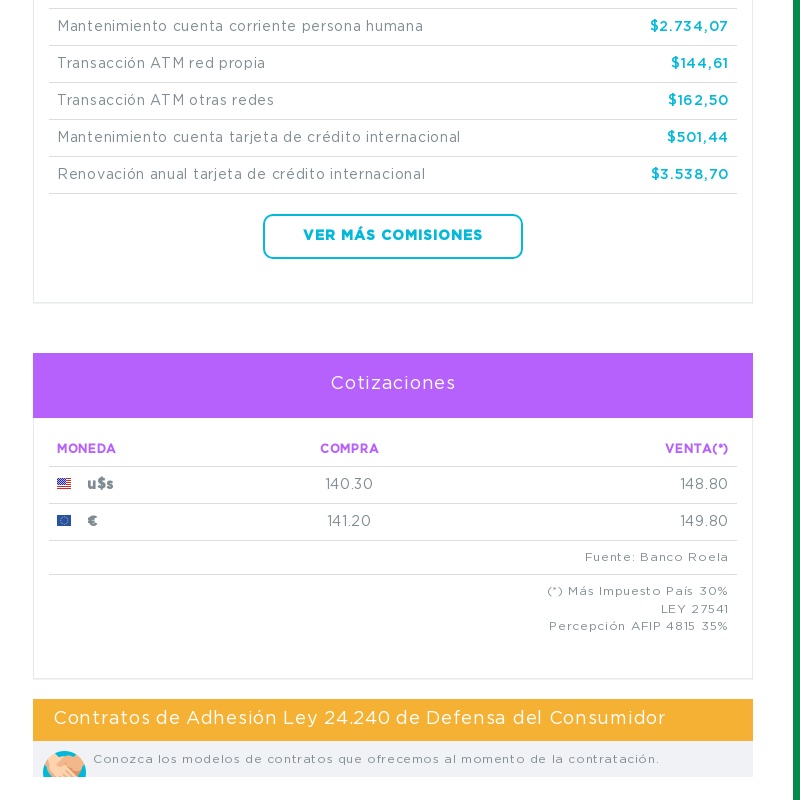 Mantenimiento cuenta corriente persona humana $2.734,07
Transacción ATM red propia $144,61
Transacción ATM otras redes $162,50
Mantenimiento cuenta tarjeta de crédito internacional $501,44
Renovación anual tarjeta de crédito internacional $3.538,70
VER MÁS COMISIONES
Cotizaciones
MONEDA COMPRA VENTA(*)
u$s 140.30 148.80
€ 141.20 149.80
Fuente: Banco Roela
(*) Más Impuesto País 30%
LEY 27541
Percepción AFIP 4815 35%
Contratos de Adhesión Ley 24.240 de Defensa del Consumidor
Conozca los modelos de contratos que ofrecemos al momento de la contratación.